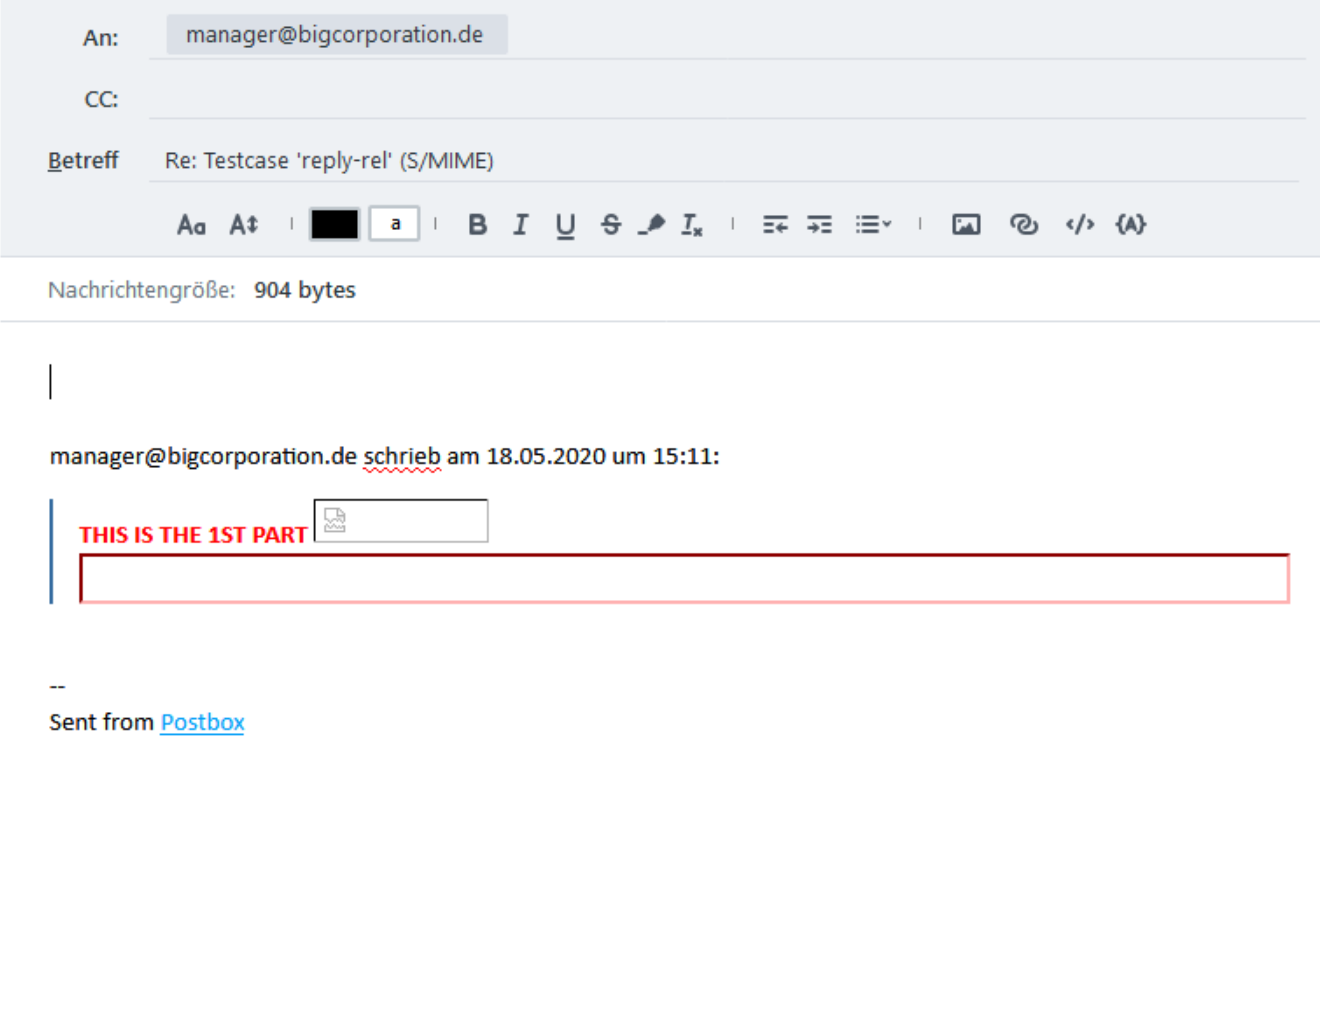 An: manager@bigcorporation.de
CC:
Betreff Re: Testcase 'reply-rel' (S/MIME)
Aa A a B I U S Ix </> {A}
Nachrichtengröße: 904 bytes
manager@bigcorporation.de schrieb am 18.05.2020 um 15:11:
THIS IS THE 1ST PART
--
Sent from Postbox